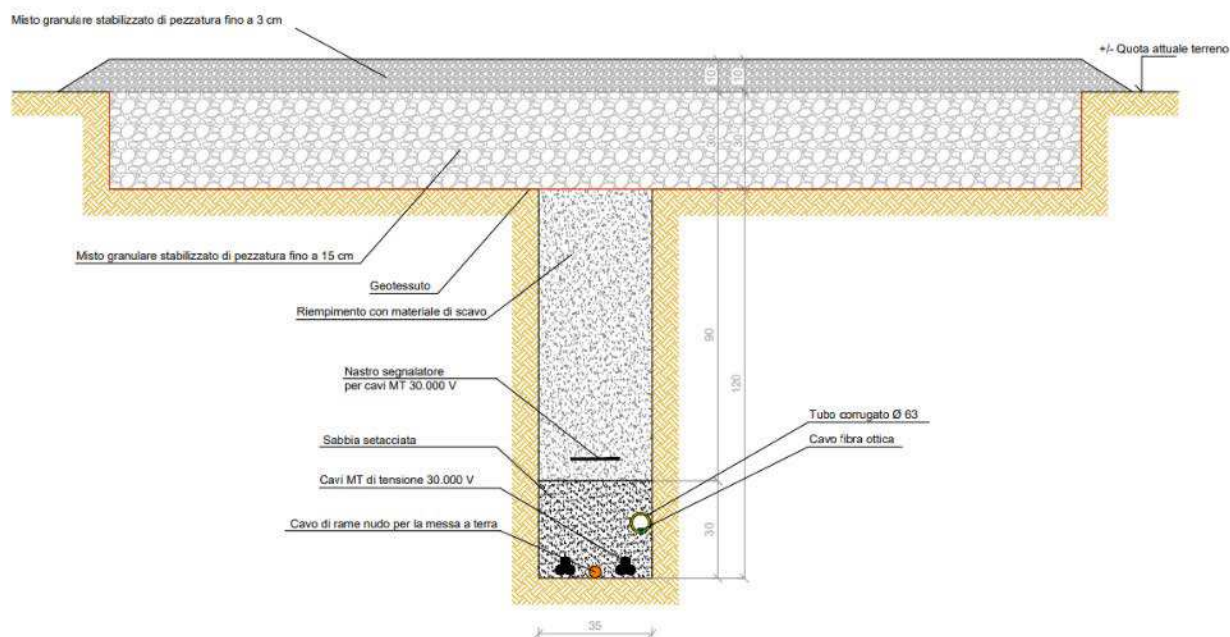 Misto granulare stabilizzato di pezzatura fino a 3 cm
+/- Quota attuale terreno
10
10
30
30
Misto granulare stabilizzato di pezzatura fino a 15 cm
Geotessuto
Riempimento con materiale di scavo
90
120
Nastro segnalatore
per cavi MT 30.000 V
Tubo corrugato Ø 63
Sabbia setacciata
Cavo fibra ottica
Cavi MT di tensione 30.000 V
Cavo di rame nudo per la messa a terra
30
35